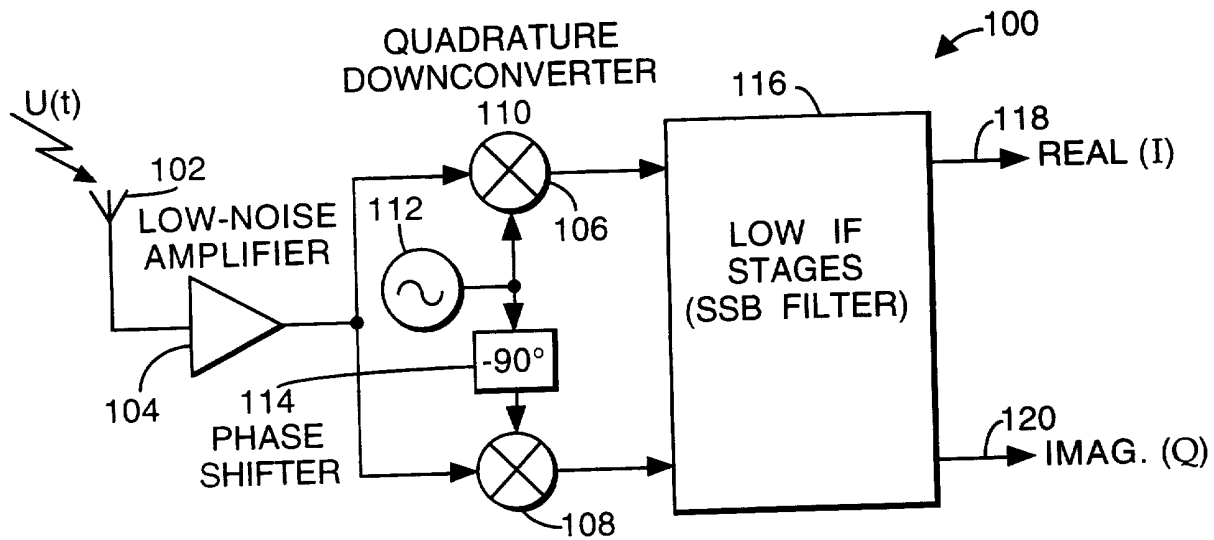 100
QUADRATURE
DOWNCONVERTER
110
116
U(t)
102
118
REAL (I)
LOW-NOISE
AMPLIFIER
112
106
LOW IF
STAGES
(SSB FILTER)
-90°
104
114
PHASE
SHIFTER
108
120
IMAG. (Q)